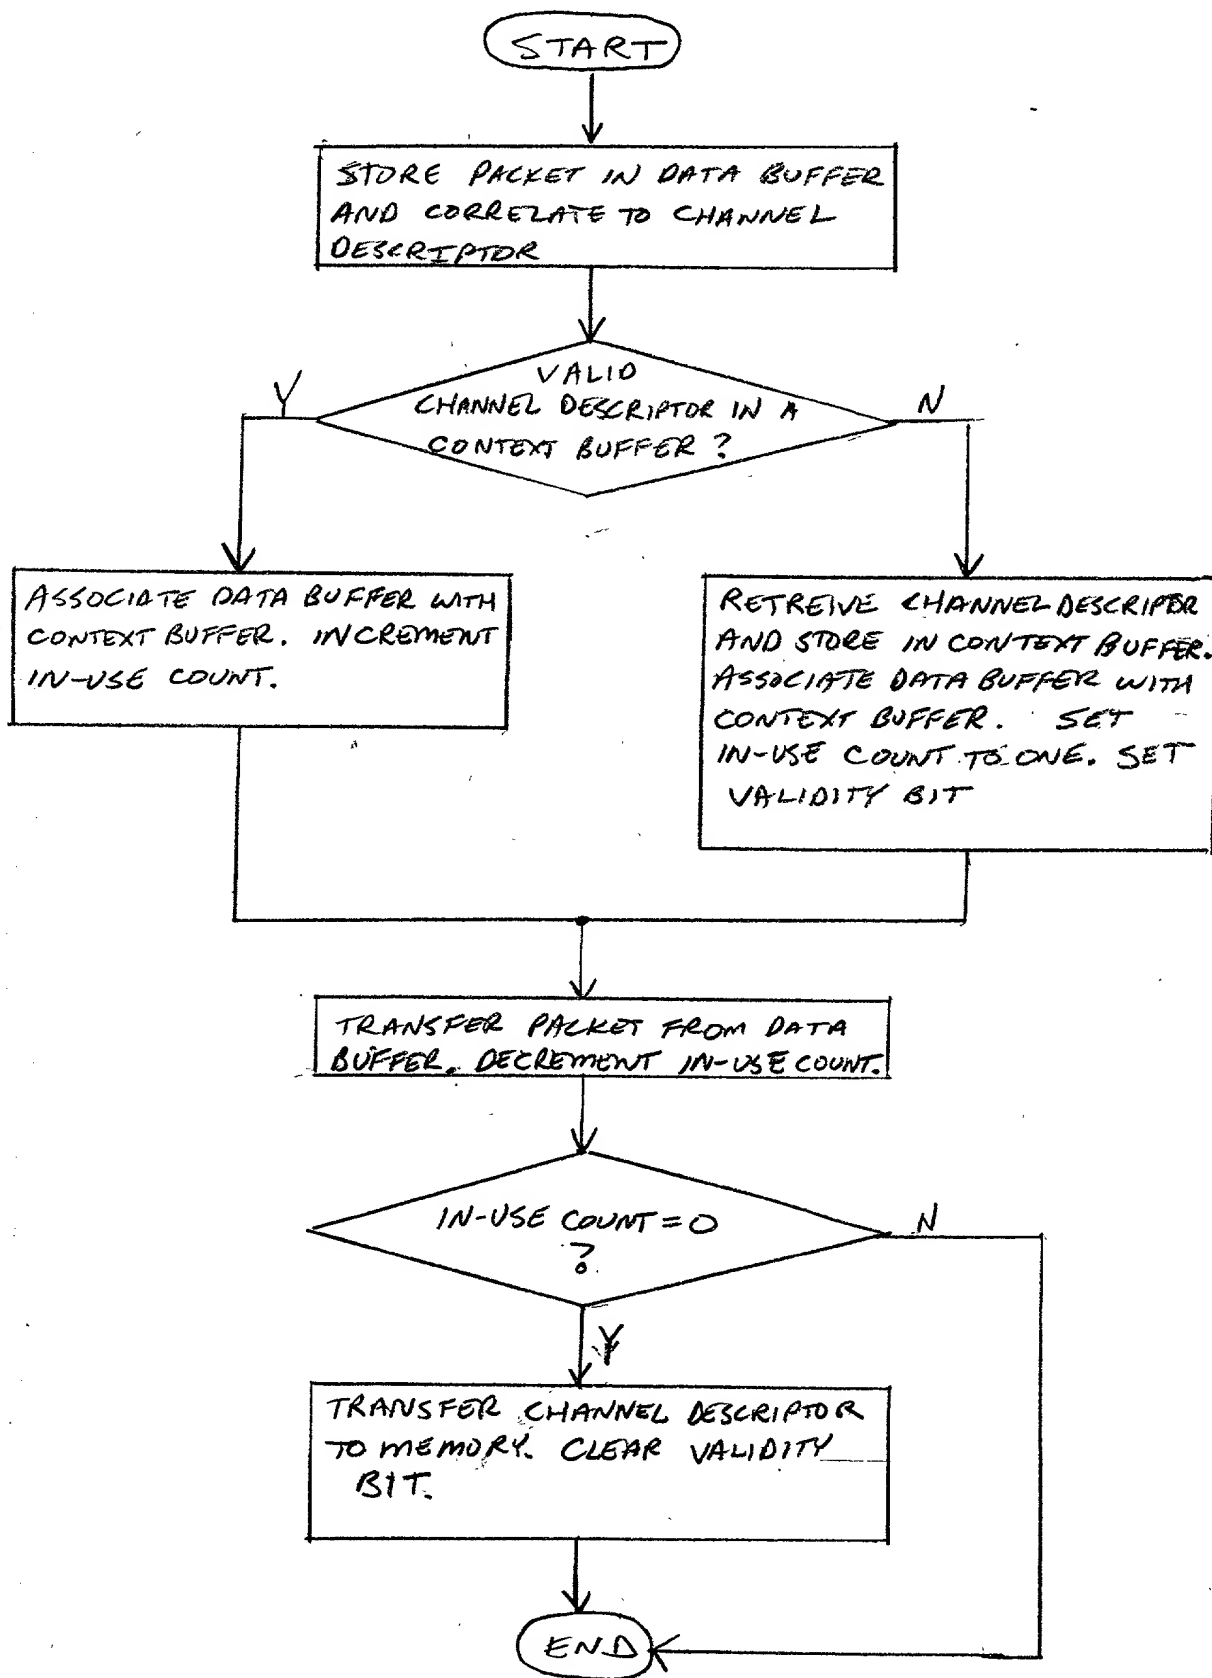 START
STORE PACKET IN DATA BUFFER
AND CORRELATE TO CHANNEL
DESCRIPTOR
VALID
CHANNEL DESCRIPTOR IN A
CONTEXT BUFFER ?
Y
N
ASSOCIATE DATA BUFFER WITH
CONTEXT BUFFER. INCREMENT
IN-USE COUNT.
RETREIVE CHANNEL DESCRIPTOR
AND STORE IN CONTEXT BUFFER.
ASSOCIATE DATA BUFFER WITH
CONTEXT BUFFER. SET
IN-USE COUNT TO ONE. SET
VALIDITY BIT
TRANSFER PACKET FROM DATA
BUFFER. DECREMENT IN-USE COUNT.
IN-USE COUNT = 0
?
N
Y
TRANSFER CHANNEL DESCRIPTOR
TO MEMORY. CLEAR VALIDITY
BIT.
END